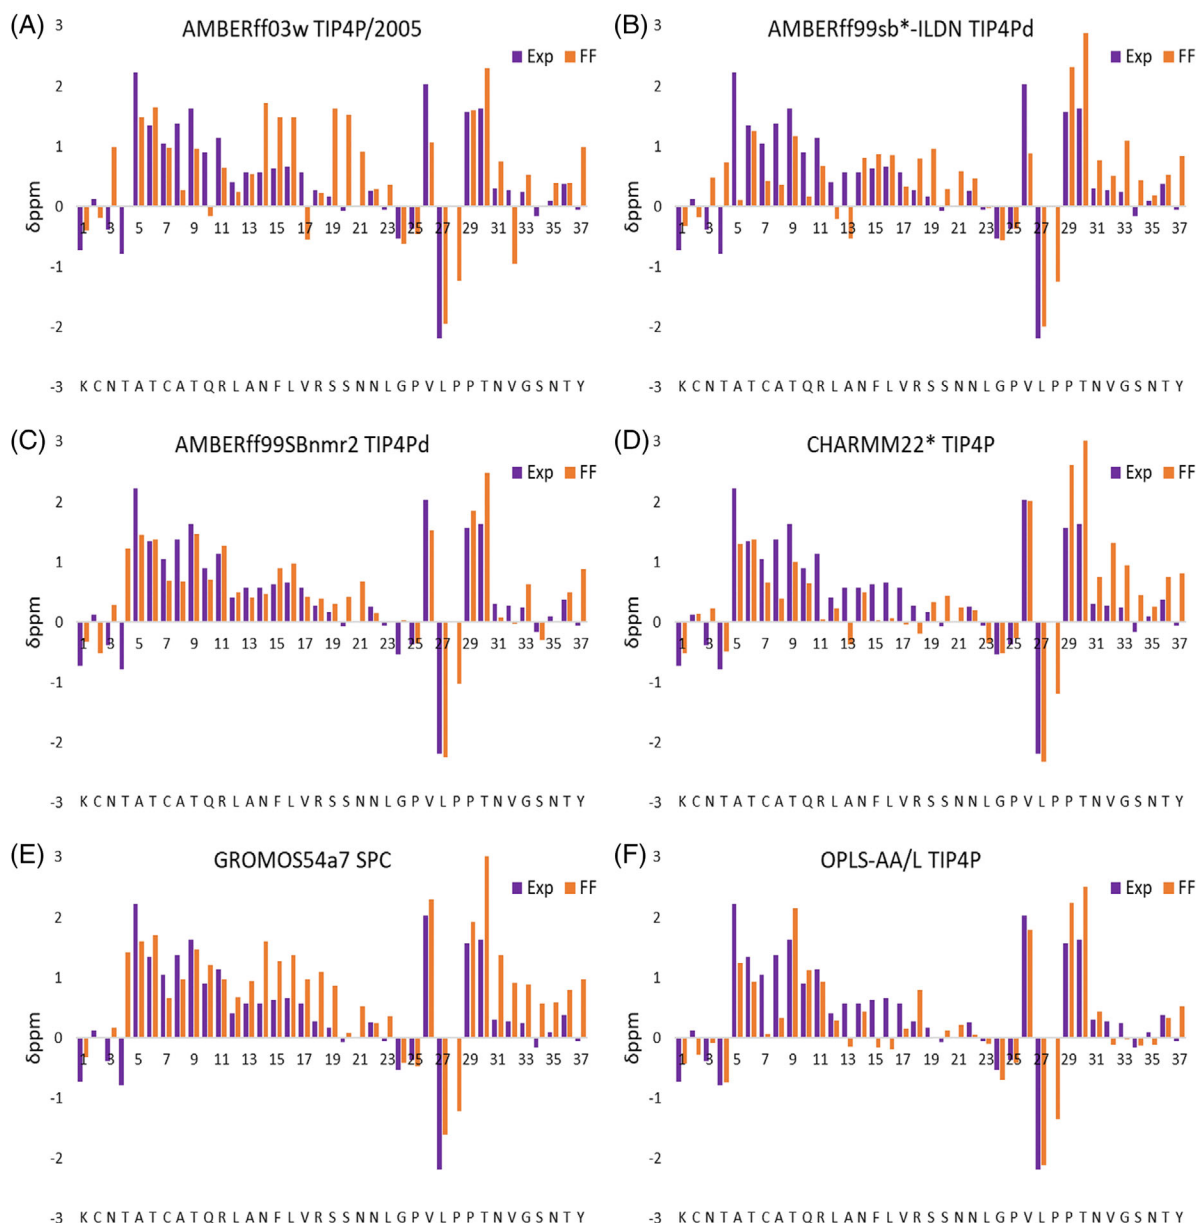 (A)
AMBERff03w TIP4P/2005
Exp FF
3
2
1
0
-1
-2
-3
δppm
1 3 5 7 9 11 13 15 17 19 21 23 25 27 29 31 33 35 37
K C N T A T C A T Q R L A N F L V R S S N N L G P V L P P T N V G S N T Y
(B)
AMBERff99sb*-ILDN TIP4Pd
Exp FF
3
2
1
0
-1
-2
-3
δppm
1 3 5 7 9 11 13 15 17 19 21 23 25 27 29 31 33 35 37
K C N T A T C A T Q R L A N F L V R S S N N L G P V L P P T N V G S N T Y
(C)
AMBERff99SBnmr2 TIP4Pd
Exp FF
3
2
1
0
-1
-2
-3
δppm
1 3 5 7 9 11 13 15 17 19 21 23 25 27 29 31 33 35 37
K C N T A T C A T Q R L A N F L V R S S N N L G P V L P P T N V G S N T Y
(D)
CHARMM22* TIP4P
Exp FF
3
2
1
0
-1
-2
-3
δppm
1 3 5 7 9 11 13 15 17 19 21 23 25 27 29 31 33 35 37
K C N T A T C A T Q R L A N F L V R S S N N L G P V L P P T N V G S N T Y
(E)
GROMOS54a7 SPC
Exp FF
3
2
1
0
-1
-2
-3
δppm
1 3 5 7 9 11 13 15 17 19 21 23 25 27 29 31 33 35 37
K C N T A T C A T Q R L A N F L V R S S N N L G P V L P P T N V G S N T Y
(F)
OPLS-AA/L TIP4P
Exp FF
3
2
1
0
-1
-2
-3
δppm
1 3 5 7 9 11 13 15 17 19 21 23 25 27 29 31 33 35 37
K C N T A T C A T Q R L A N F L V R S S N N L G P V L P P T N V G S N T Y